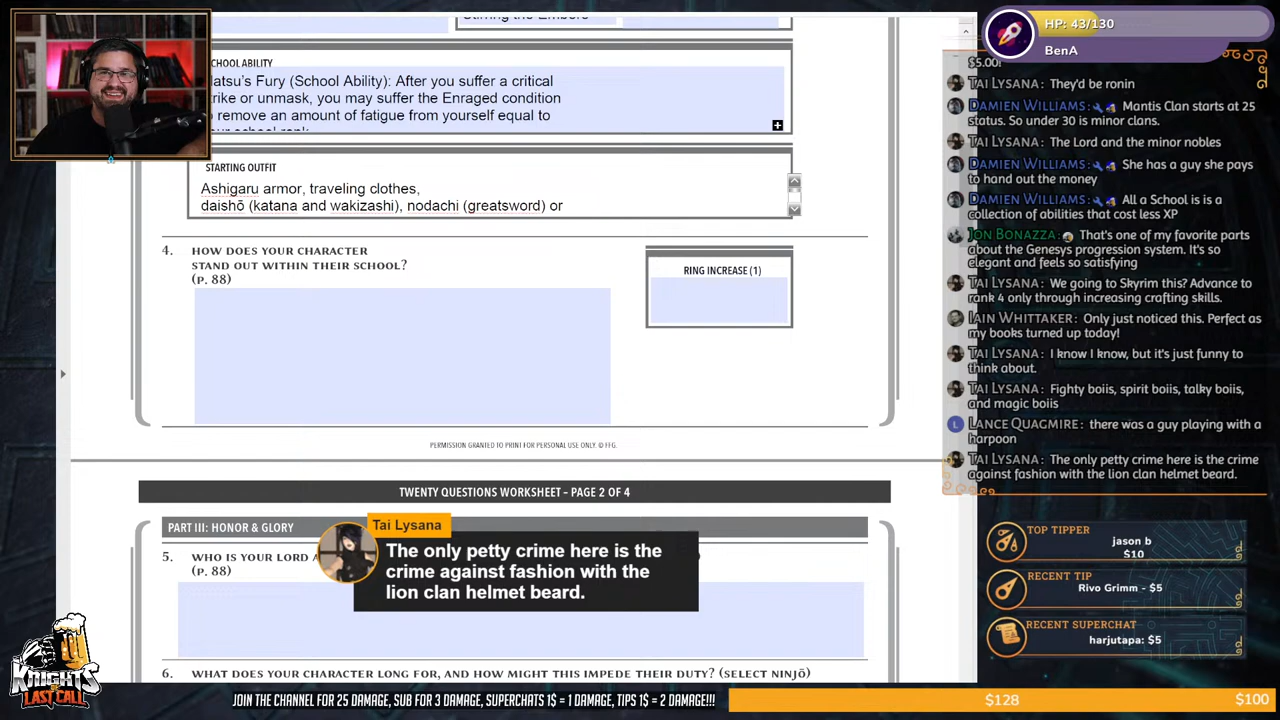 Stirring the Embers
SCHOOL ABILITY
Matsu's Fury (School Ability): After you suffer a critical
strike or unmask, you may suffer the Enraged condition
to remove an amount of fatigue from yourself equal to
your school rank
STARTING OUTFIT
Ashigaru armor, traveling clothes,
daishō (katana and wakizashi), nodachi (greatsword) or
4. HOW DOES YOUR CHARACTER
STAND OUT WITHIN THEIR SCHOOL?
(P. 88)
RING INCREASE (1)
PERMISSION GRANTED TO PRINT FOR PERSONAL USE ONLY. © FFG.
TWENTY QUESTIONS WORKSHEET – PAGE 2 OF 4
PART III: HONOR & GLORY
5. WHO IS YOUR LORD
(P. 88)
Tai Lysana
The only petty crime here is the
crime against fashion with the
lion clan helmet beard.
6. WHAT DOES YOUR CHARACTER LONG FOR, AND HOW MIGHT THIS IMPEDE THEIR DUTY? (SELECT NINJŌ)
HP: 43/130
BenA
$5.00!
TAI LYSANA: They'd be ronin
DAMIEN WILLIAMS: Mantis Clan starts at 25
status. So under 30 is minor clans.
TAI LYSANA: The Lord and the minor nobles
DAMIEN WILLIAMS: She has a guy she pays
to hand out the money
DAMIEN WILLIAMS: All a School is is a
collection of abilities that cost less XP
JON BONAZZA: That's one of my favorite parts
about the Genesys progression system. It's so
elegant and feels so satisfying
TAI LYSANA: We going to Skyrim this? Advance to
rank 4 only through increasing crafting skills.
IAIN WHITTAKER: Only just noticed this. Perfect as
my books turned up today!
TAI LYSANA: I know I know, but it's just funny to
think about.
TAI LYSANA: Fighty boiis, spirit boiis, talky boiis,
and magic boiis
L LANCE QUAGMIRE: there was a guy playing with a
harpoon
TAI LYSANA: The only petty crime here is the crime
against fashion with the lion clan helmet beard.
TOP TIPPER
jason b
$10
RECENT TIP
Rivo Grimm - $5
RECENT SUPERCHAT
harjutapa: $5
KNIGHTS
OF
LAST CALL
JOIN THE CHANNEL FOR 25 DAMAGE, SUB FOR 3 DAMAGE, SUPERCHATS 1$ = 1 DAMAGE, TIPS 1$ = 2 DAMAGE!!!
$128
$100